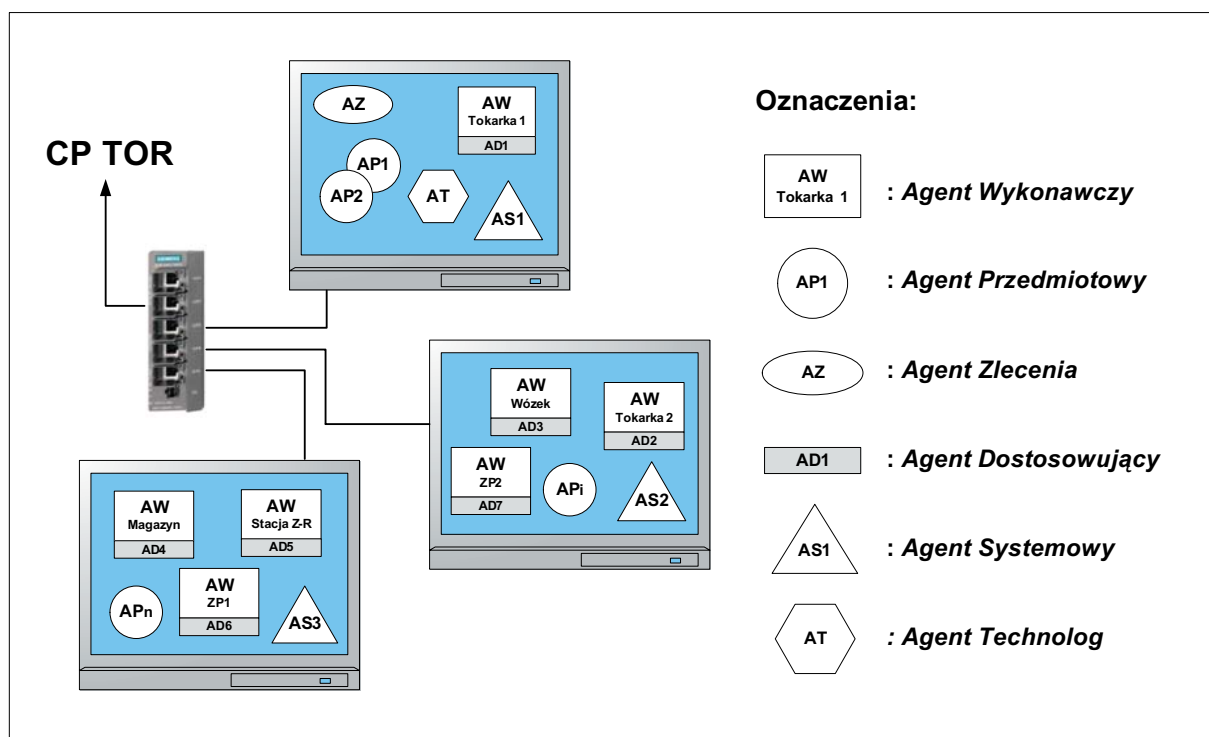 CP TOR
AZ
AW
Tokarka 1
AD1
AP1
AP2
AT
AS1
SIEMENS
AW
Wózek
AD3
AW
Tokarka 2
AD2
AW
ZP2
AD7
APi
AS2
AW
Magazyn
AD4
AW
Stacja Z-R
AD5
APn
AW
ZP1
AD6
AS3
Oznaczenia:
AW
Tokarka 1
: Agent Wykonawczy
AP1
: Agent Przedmiotowy
AZ
: Agent Zlecenia
AD1
: Agent Dostosowujący
AS1
: Agent Systemowy
AT
: Agent Technolog